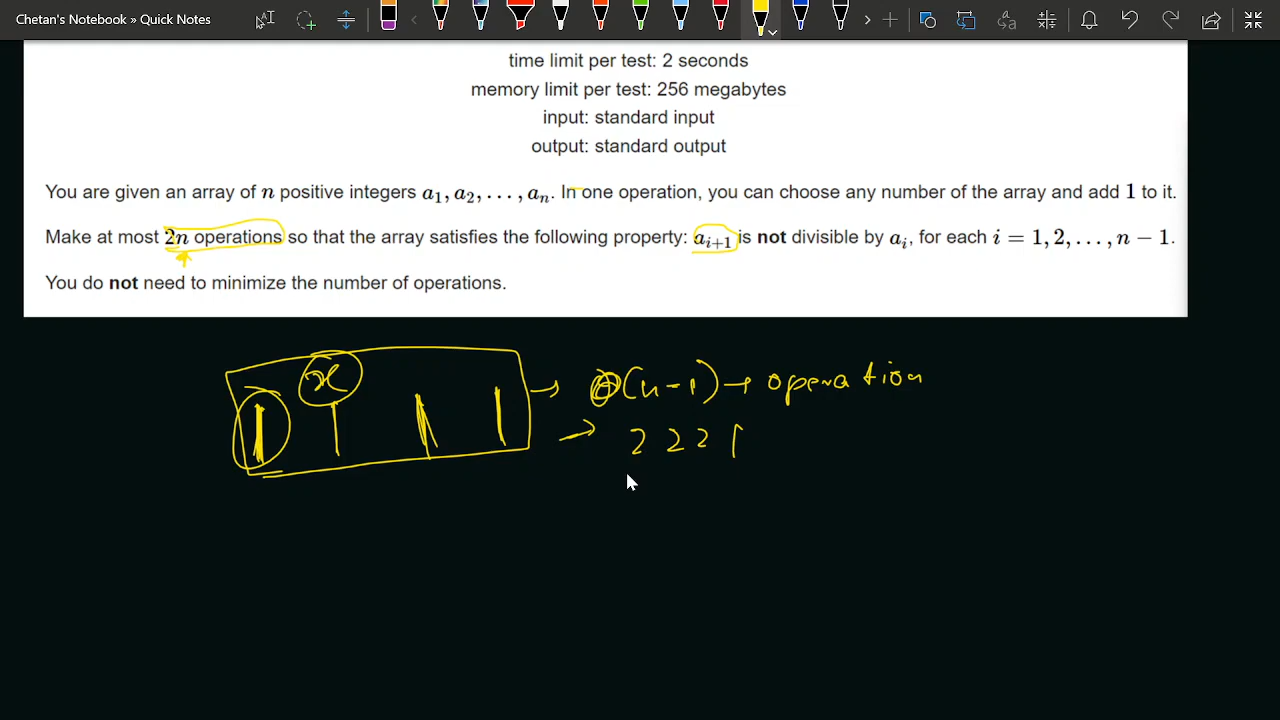 Chetan's Notebook » Quick Notes
time limit per test: 2 seconds
memory limit per test: 256 megabytes
input: standard input
output: standard output
You are given an array of n positive integers a₁, a₂, . . . , aₙ. In one operation, you can choose any number of the array and add 1 to it.
Make at most 2n operations so that the array satisfies the following property: aᵢ₊₁ is not divisible by aᵢ, for each i = 1, 2, . . . , n − 1.
You do not need to minimize the number of operations.
x
(n-1) → operation
2 2 2 1